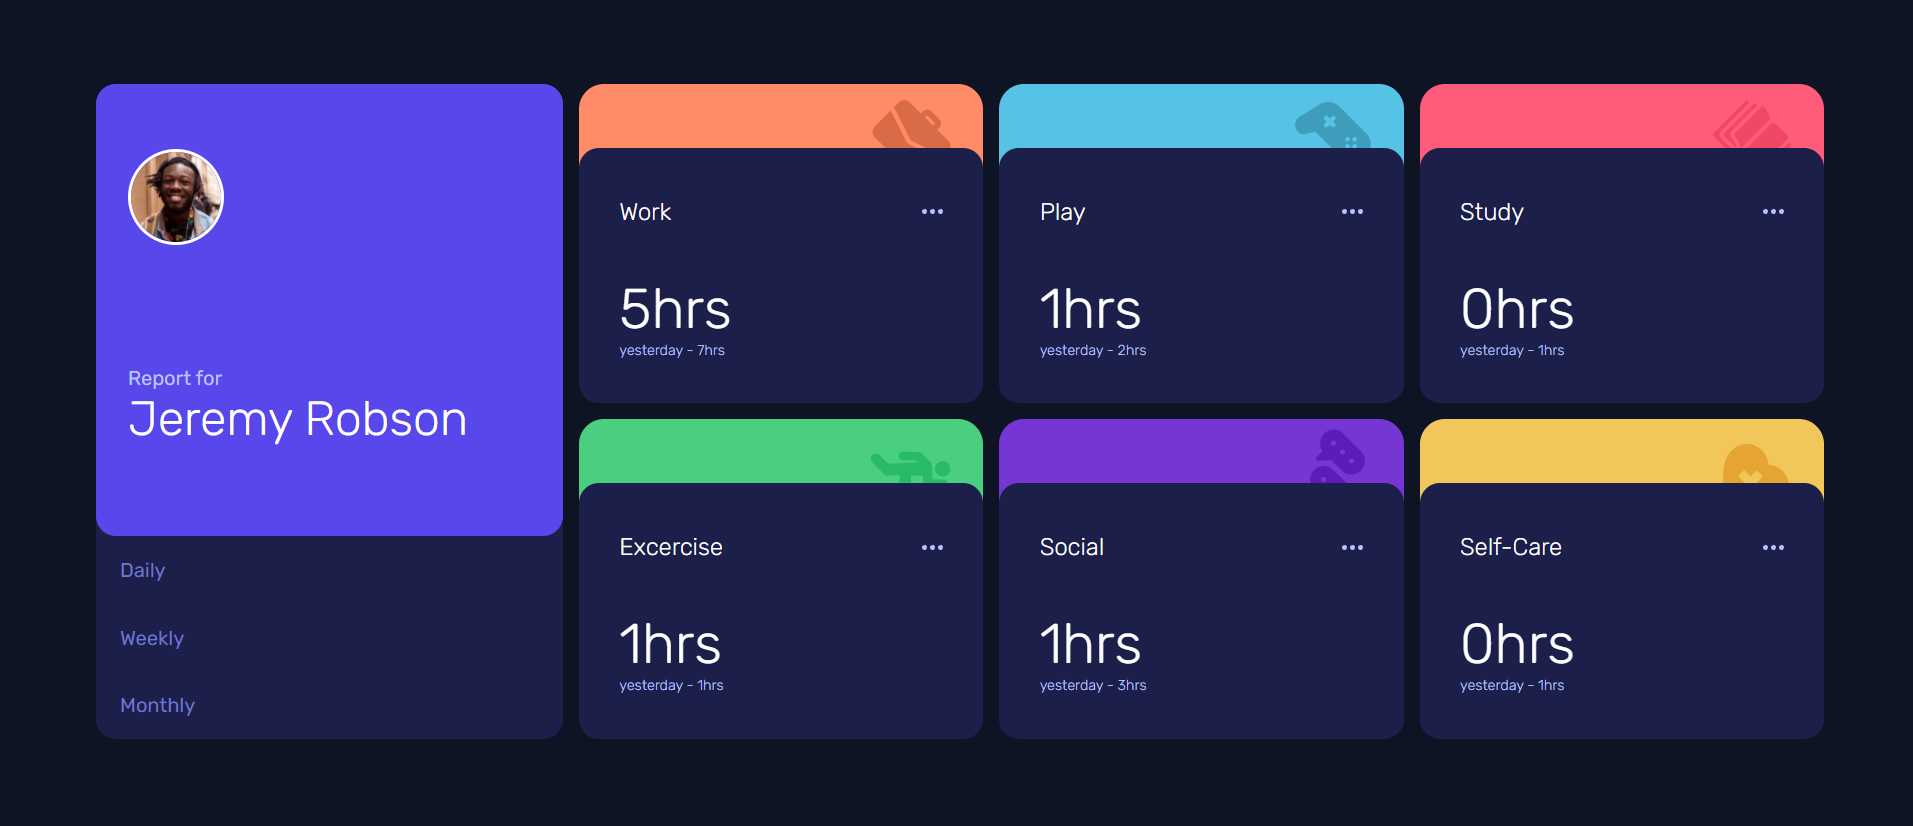 Report for
Jeremy Robson
Daily
Weekly
Monthly
Work
5hrs
yesterday - 7hrs
Play
1hrs
yesterday - 2hrs
Study
0hrs
yesterday - 1hrs
Excercise
1hrs
yesterday - 1hrs
Social
1hrs
yesterday - 3hrs
Self-Care
0hrs
yesterday - 1hrs